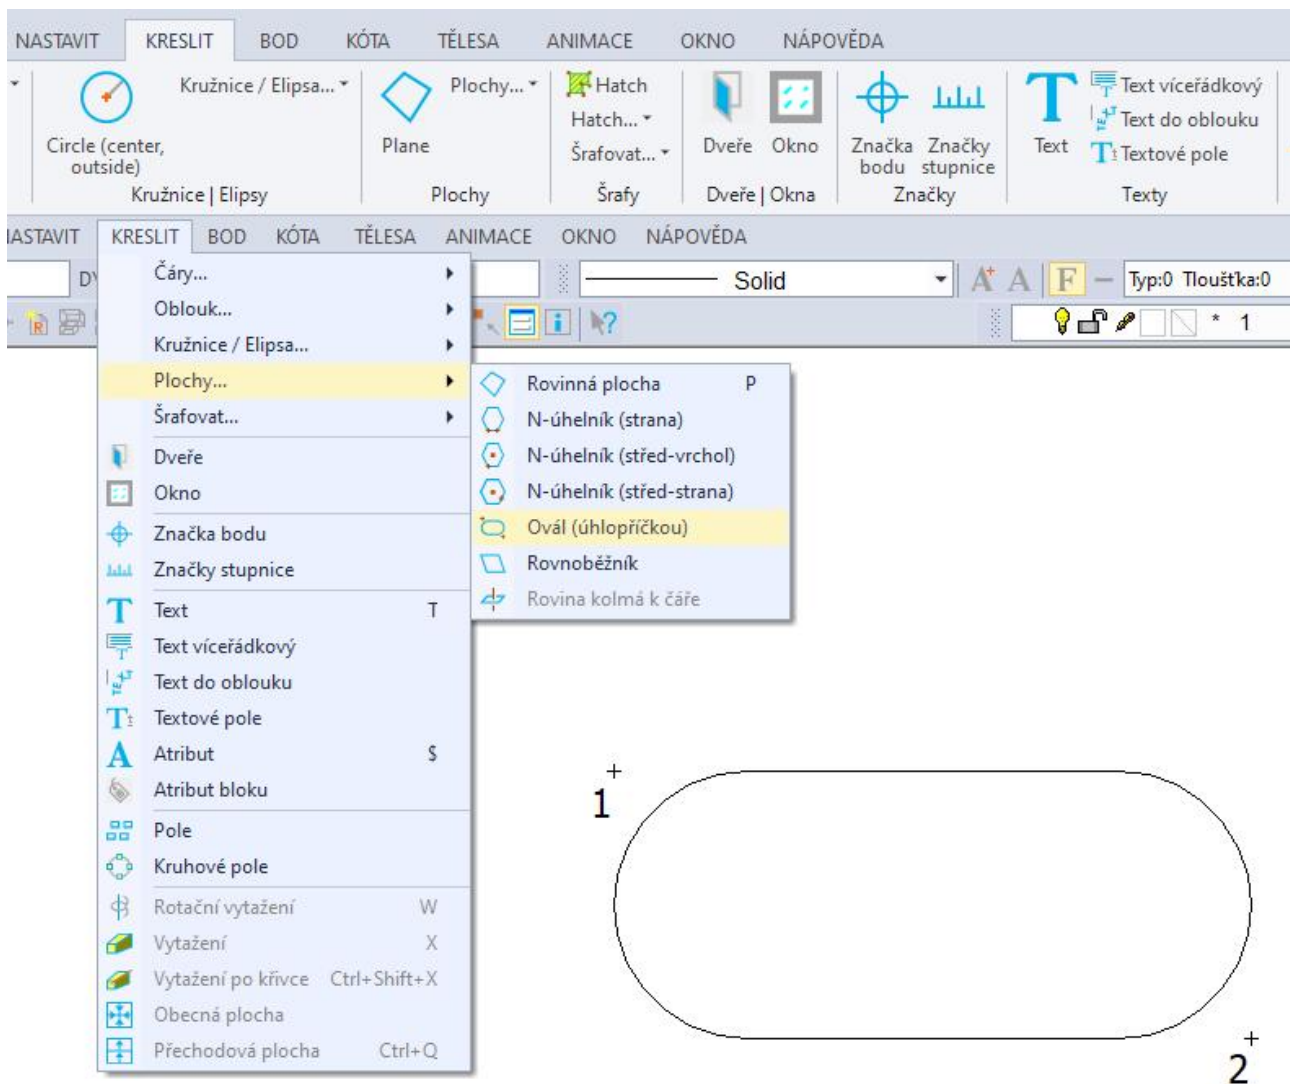 NASTAVIT KRESLIT BOD KÓTA TĚLESA ANIMACE OKNO NÁPOVĚDA
Circle (center,
outside)
Kružnice / Elipsa...
Kružnice | Elipsy
Plane
Plochy...
Plochy
Hatch
Hatch...
Šrafovat...
Šrafy
Dveře Okno
Dveře | Okna
Značka
bodu
Značky
stupnice
Značky
Text
Text víceřádkový
Text do oblouku
Textové pole
Texty
IASTAVIT KRESLIT BOD KÓTA TĚLESA ANIMACE OKNO NÁPOVĚDA
Solid
A A F Typ:0 Tloušťka:0
* 1
Čáry...
Oblouk...
Kružnice / Elipsa...
Plochy...
Šrafovat...
Dveře
Okno
Značka bodu
Značky stupnice
Text T
Text víceřádkový
Text do oblouku
Textové pole
Atribut $
Atribut bloku
Pole
Kruhové pole
Rotační vytažení W
Vytažení X
Vytažení po křivce Ctrl+Shift+X
Obecná plocha
Přechodová plocha Ctrl+Q
Rovinná plocha P
N-úhelník (strana)
N-úhelník (střed-vrchol)
N-úhelník (střed-strana)
Ovál (úhlopříčkou)
Rovnoběžník
Rovina kolmá k čáře
1
2